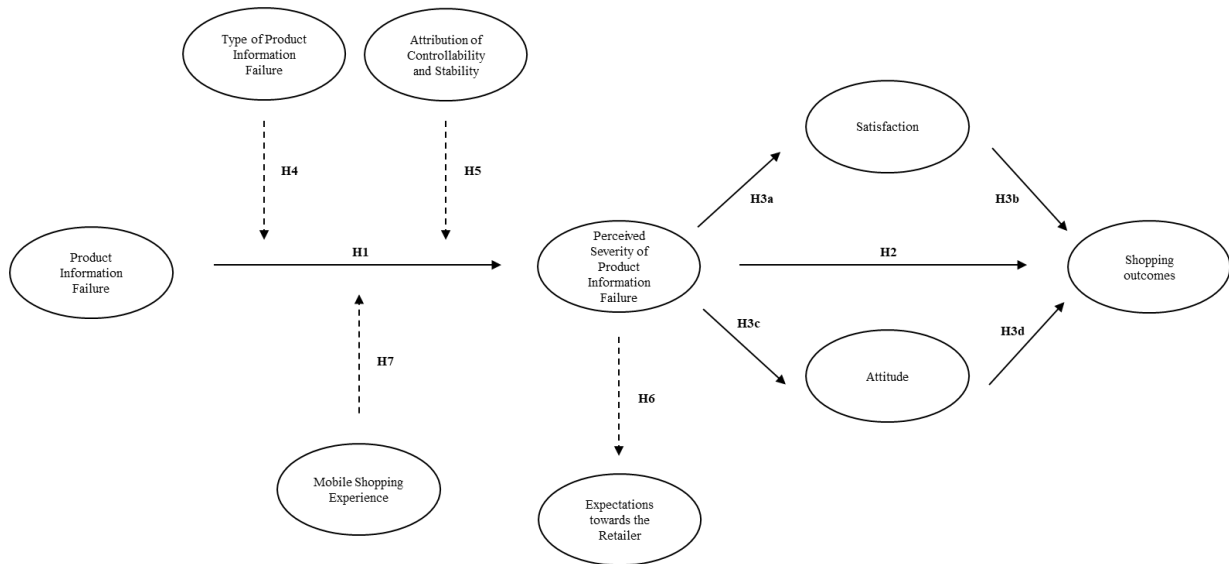 Type of Product
Information
Failure
Attribution of
Controllability
and Stability
Satisfaction
H4
H5
H3a
H3b
Product
Information
Failure
H1
Perceived
Severity of
Product
Information
Failure
H2
Shopping
outcomes
H3c
H3d
H7
Attitude
H6
Mobile Shopping
Experience
Expectations
towards the
Retailer